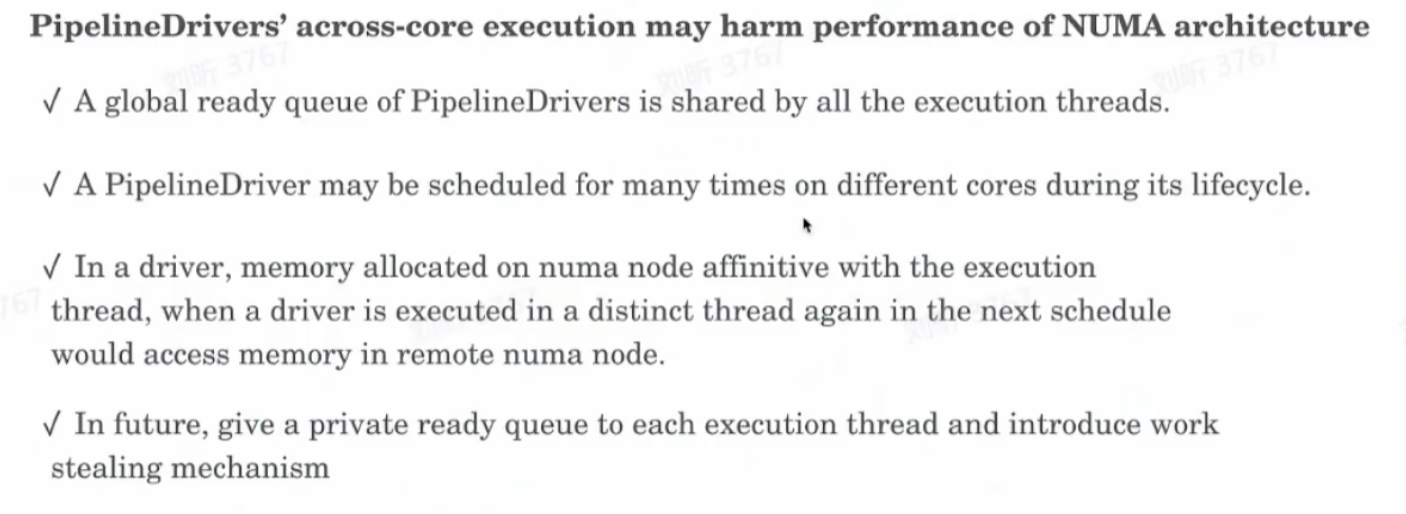 PipelineDrivers’ across-core execution may harm performance of NUMA architecture
✓ A global ready queue of PipelineDrivers is shared by all the execution threads.
✓ A PipelineDriver may be scheduled for many times on different cores during its lifecycle.
✓ In a driver, memory allocated on numa node affinitive with the execution
thread, when a driver is executed in a distinct thread again in the next schedule
would access memory in remote numa node.
✓ In future, give a private ready queue to each execution thread and introduce work
stealing mechanism
刘昕 3767
刘昕 3767
刘昕 3767
767